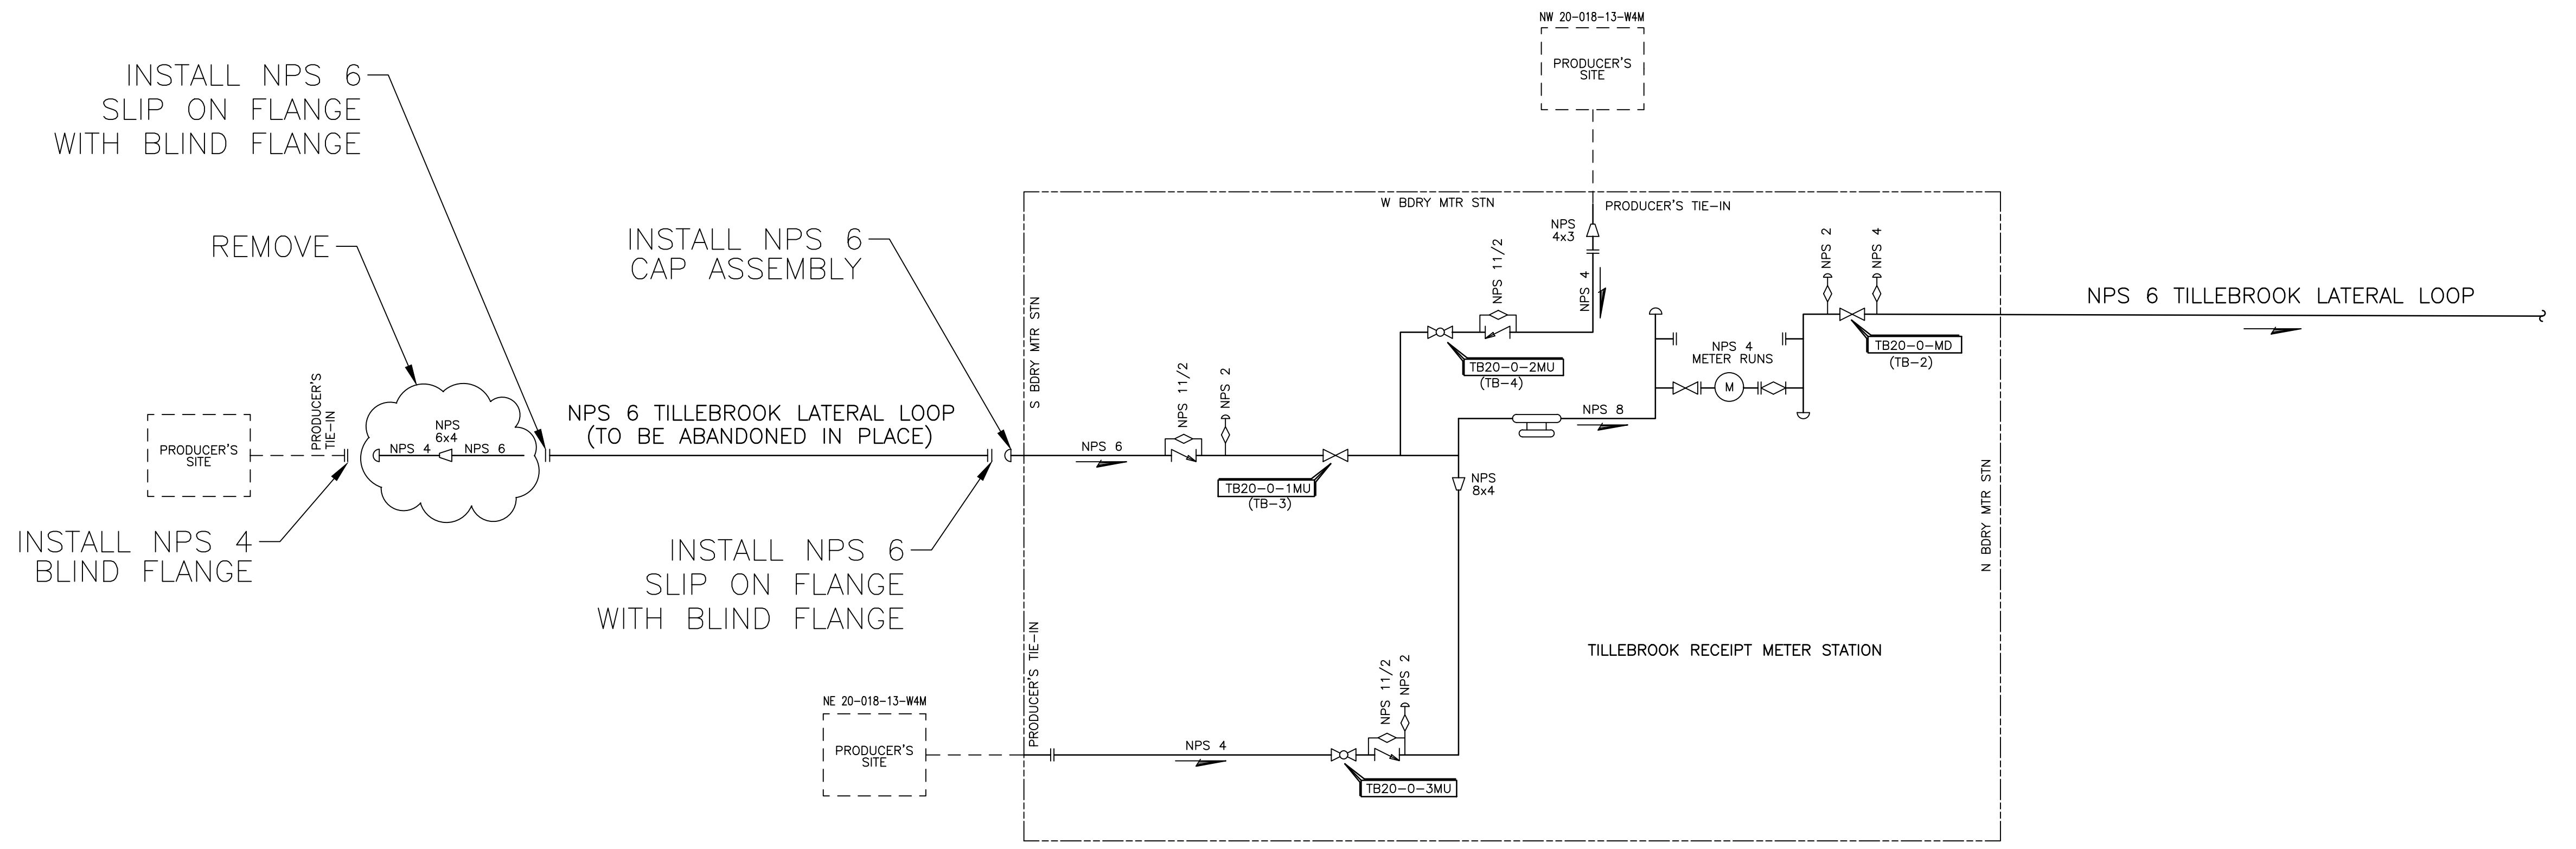 NW 20-018-13-W4M
PRODUCER'S
SITE
INSTALL NPS 6
SLIP ON FLANGE
WITH BLIND FLANGE
REMOVE
INSTALL NPS 6
CAP ASSEMBLY
W BDRY MTR STN
PRODUCER'S TIE-IN
NPS
4x3
NPS 11/2
NPS 4
NPS 2
NPS 4
NPS 6 TILLEBROOK LATERAL LOOP
S BDRY MTR STN
TB20-0-MD
(TB-2)
NPS 4
METER RUNS
M
TB20-0-2MU
(TB-4)
PRODUCER'S
TIE-IN
PRODUCER'S
SITE
NPS
6x4
NPS 4
NPS 6
NPS 6 TILLEBROOK LATERAL LOOP
(TO BE ABANDONED IN PLACE)
NPS 6
NPS 11/2
NPS 2
NPS 8
TB20-0-1MU
(TB-3)
NPS
8x4
N BDRY MTR STN
INSTALL NPS 4
BLIND FLANGE
INSTALL NPS 6
SLIP ON FLANGE
WITH BLIND FLANGE
TILLEBROOK RECEIPT METER STATION
PRODUCER'S TIE-IN
NE 20-018-13-W4M
PRODUCER'S
SITE
NPS 4
NPS 11/2
NPS 2
TB20-0-3MU